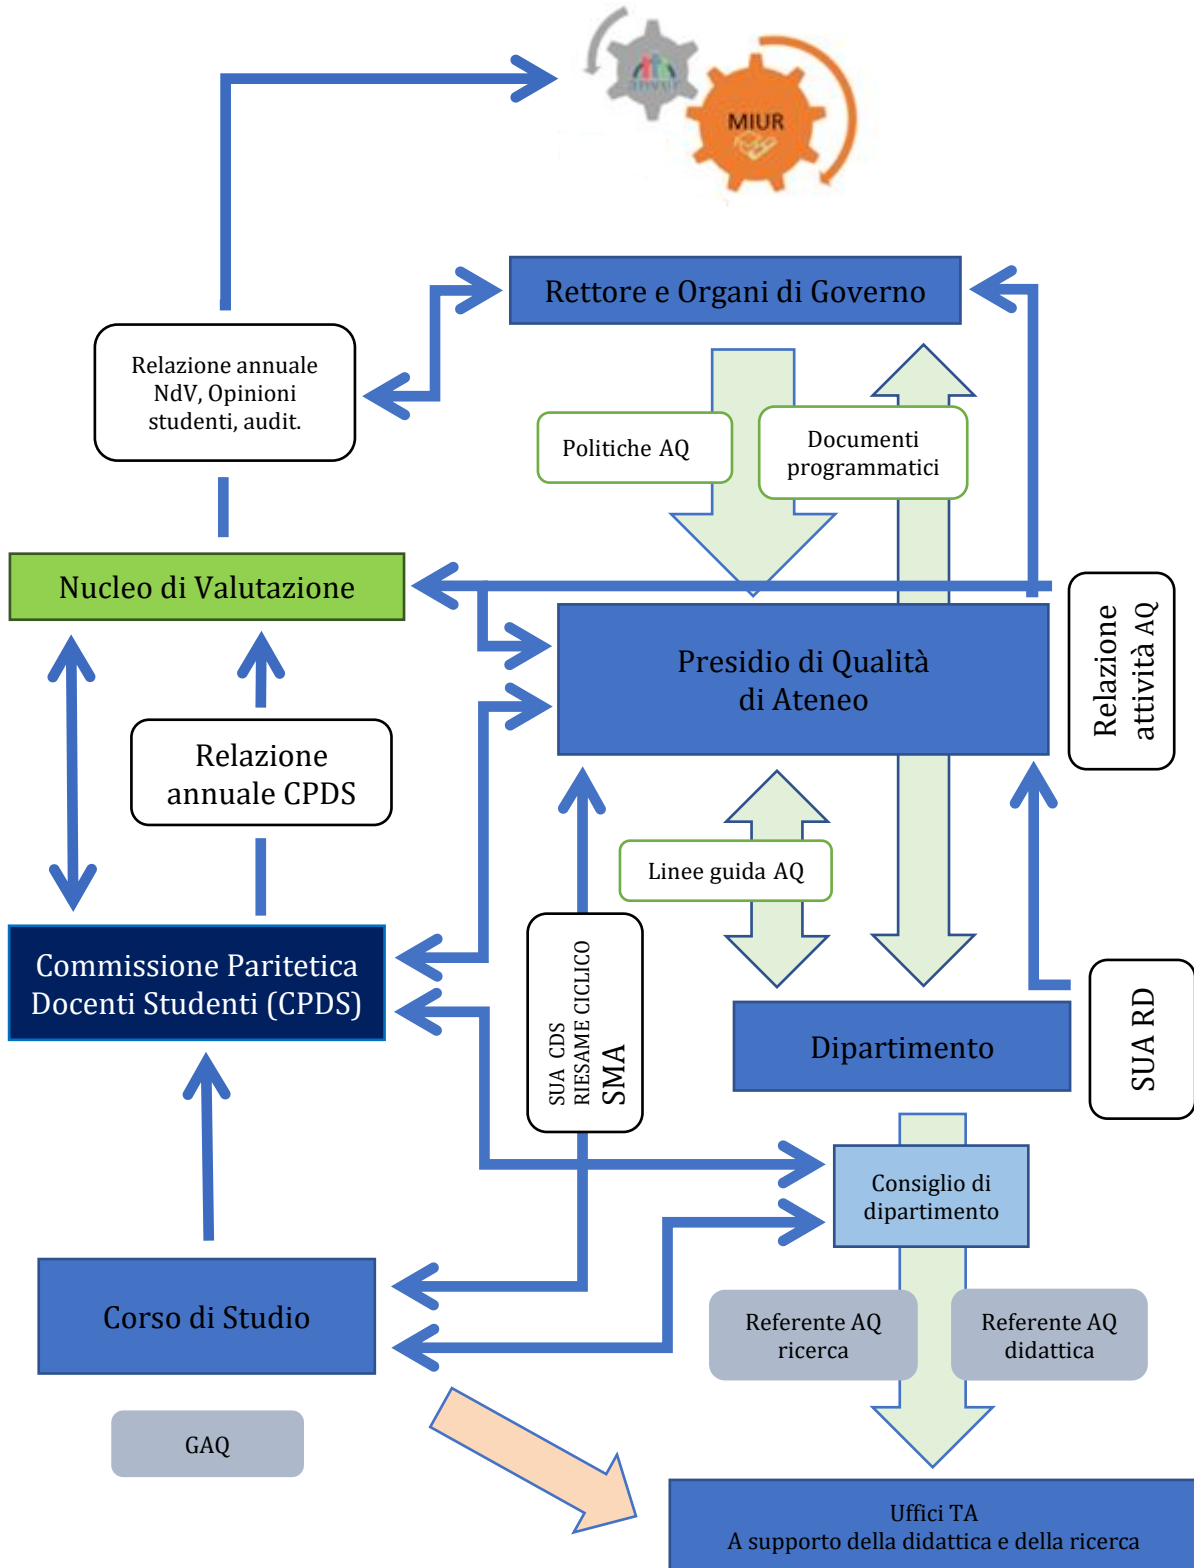 anvur
MIUR
Rettore e Organi di Governo
Relazione annuale
NdV, Opinioni
studenti, audit.
Politiche AQ
Documenti
programmatici
Nucleo di Valutazione
Presidio di Qualità
di Ateneo
Relazione
attività AQ
Relazione
annuale CPDS
Linee guida AQ
Commissione Paritetica
Docenti Studenti (CPDS)
SUA CDS
RIESAME CICLICO
SMA
Dipartimento
SUA RD
Consiglio di
dipartimento
Corso di Studio
Referente AQ
ricerca
Referente AQ
didattica
GAQ
Uffici TA
A supporto della didattica e della ricerca